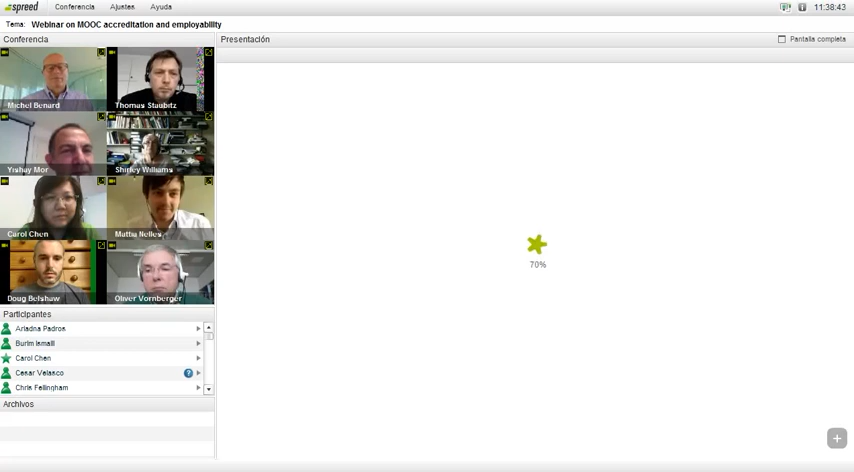 spreed
Conferencia Ajustes Ayuda 11:38:43
Tema: Webinar on MOOC accreditation and employability
Conferencia
Presentación
Pantalla completa
Michel Benard
Thomas Staubitz
Yishay Mor
Shirley Williams
Carol Chen
Mattia Nelles
Doug Belshaw
Oliver Vornberger
70%
Participantes
Ariadna Padros
Burim Ismaili
Carol Chen
Cesar Velasco ?
Chris Fellingham
Archivos